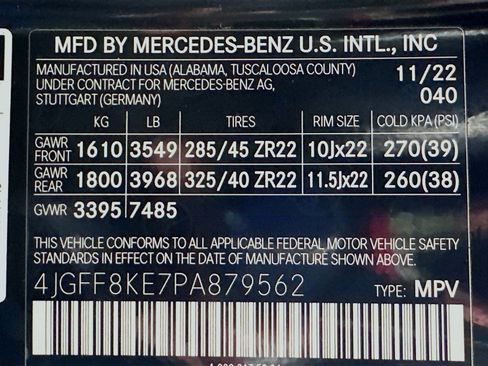 MFD BY MERCEDES-BENZ U.S. INTL., INC
MANUFACTURED IN USA (ALABAMA, TUSCALOOSA COUNTY) 11/22
UNDER CONTRACT FOR MERCEDES-BENZ AG, 040
STUTTGART (GERMANY)
KG LB TIRES RIM SIZE COLD KPA (PSI)
GAWR FRONT 1610 3549 285/45 ZR22 10Jx22 270(39)
GAWR REAR 1800 3968 325/40 ZR22 11.5Jx22 260(38)
GVWR 3395 7485
THIS VEHICLE CONFORMS TO ALL APPLICABLE FEDERAL MOTOR VEHICLE SAFETY
STANDARDS IN EFFECT ON THE DATE OF MANUFACTURE SHOWN ABOVE.
4JGFF8KE7PA879562 TYPE: MPV